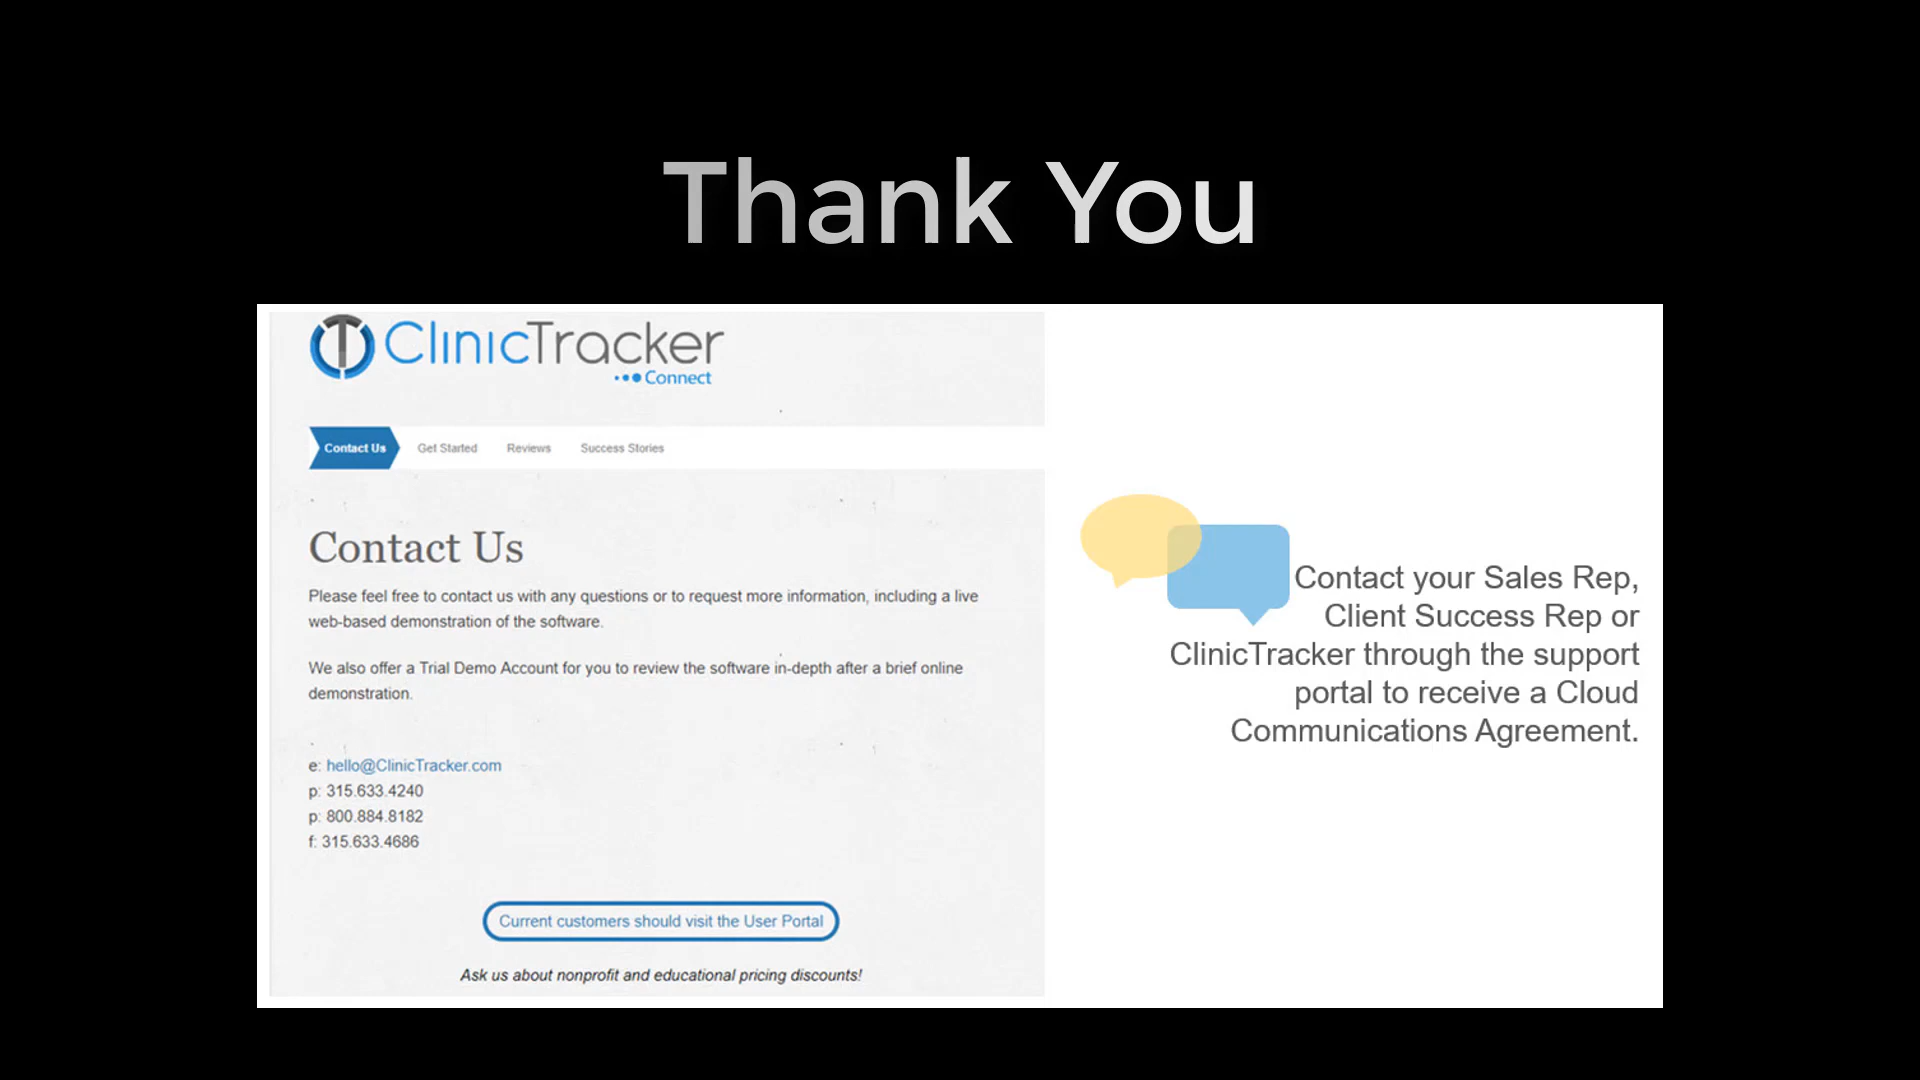 Thank You
ClinicTracker
Connect
Contact Us Get Started Reviews Success Stories
Contact Us
Please feel free to contact us with any questions or to request more information, including a live
web-based demonstration of the software.
We also offer a Trial Demo Account for you to review the software in-depth after a brief online
demonstration.
e: hello@ClinicTracker.com
p: 315.633.4240
p: 800.884.8182
f: 315.633.4686
Current customers should visit the User Portal
Ask us about nonprofit and educational pricing discounts!
Contact your Sales Rep,
Client Success Rep or
ClinicTracker through the support
portal to receive a Cloud
Communications Agreement.